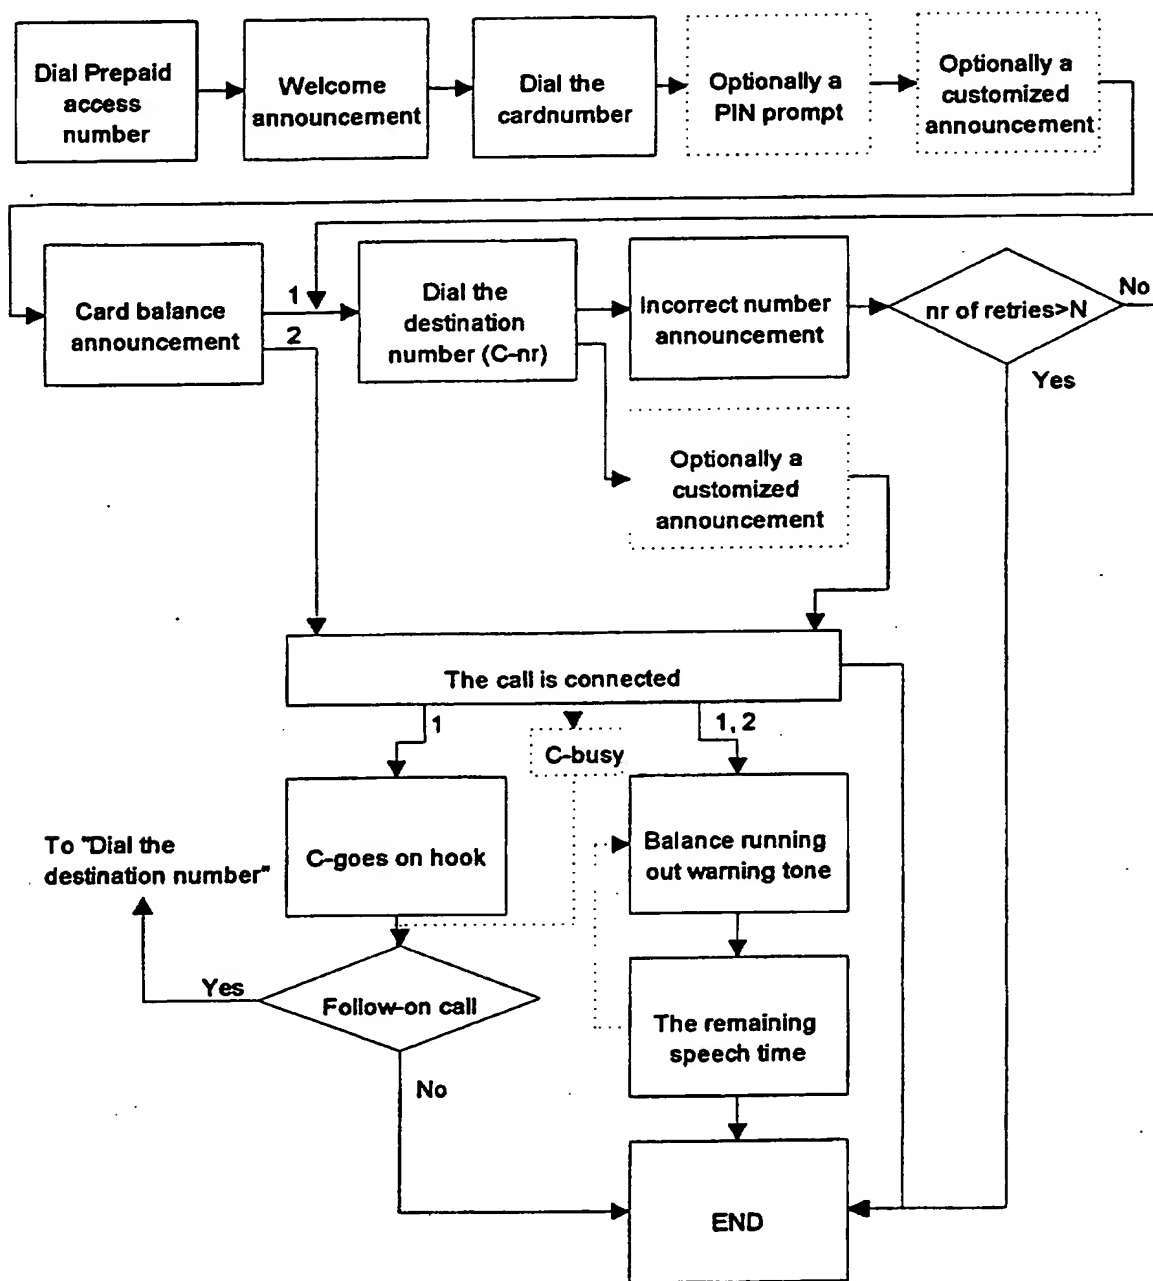 Dial Prepaid
access
number
Welcome
announcement
Dial the
cardnumber
Optionally a
PIN prompt
Optionally a
customized
announcement
Card balance
announcement
1
2
Dial the
destination
number (C-nr)
Incorrect number
announcement
nr of retries>N
No
Yes
Optionally a
customized
announcement
The call is connected
1
C-busy
1, 2
To "Dial the
destination number"
C-goes on hook
Balance running
out warning tone
Yes
Follow-on call
No
The remaining
speech time
END